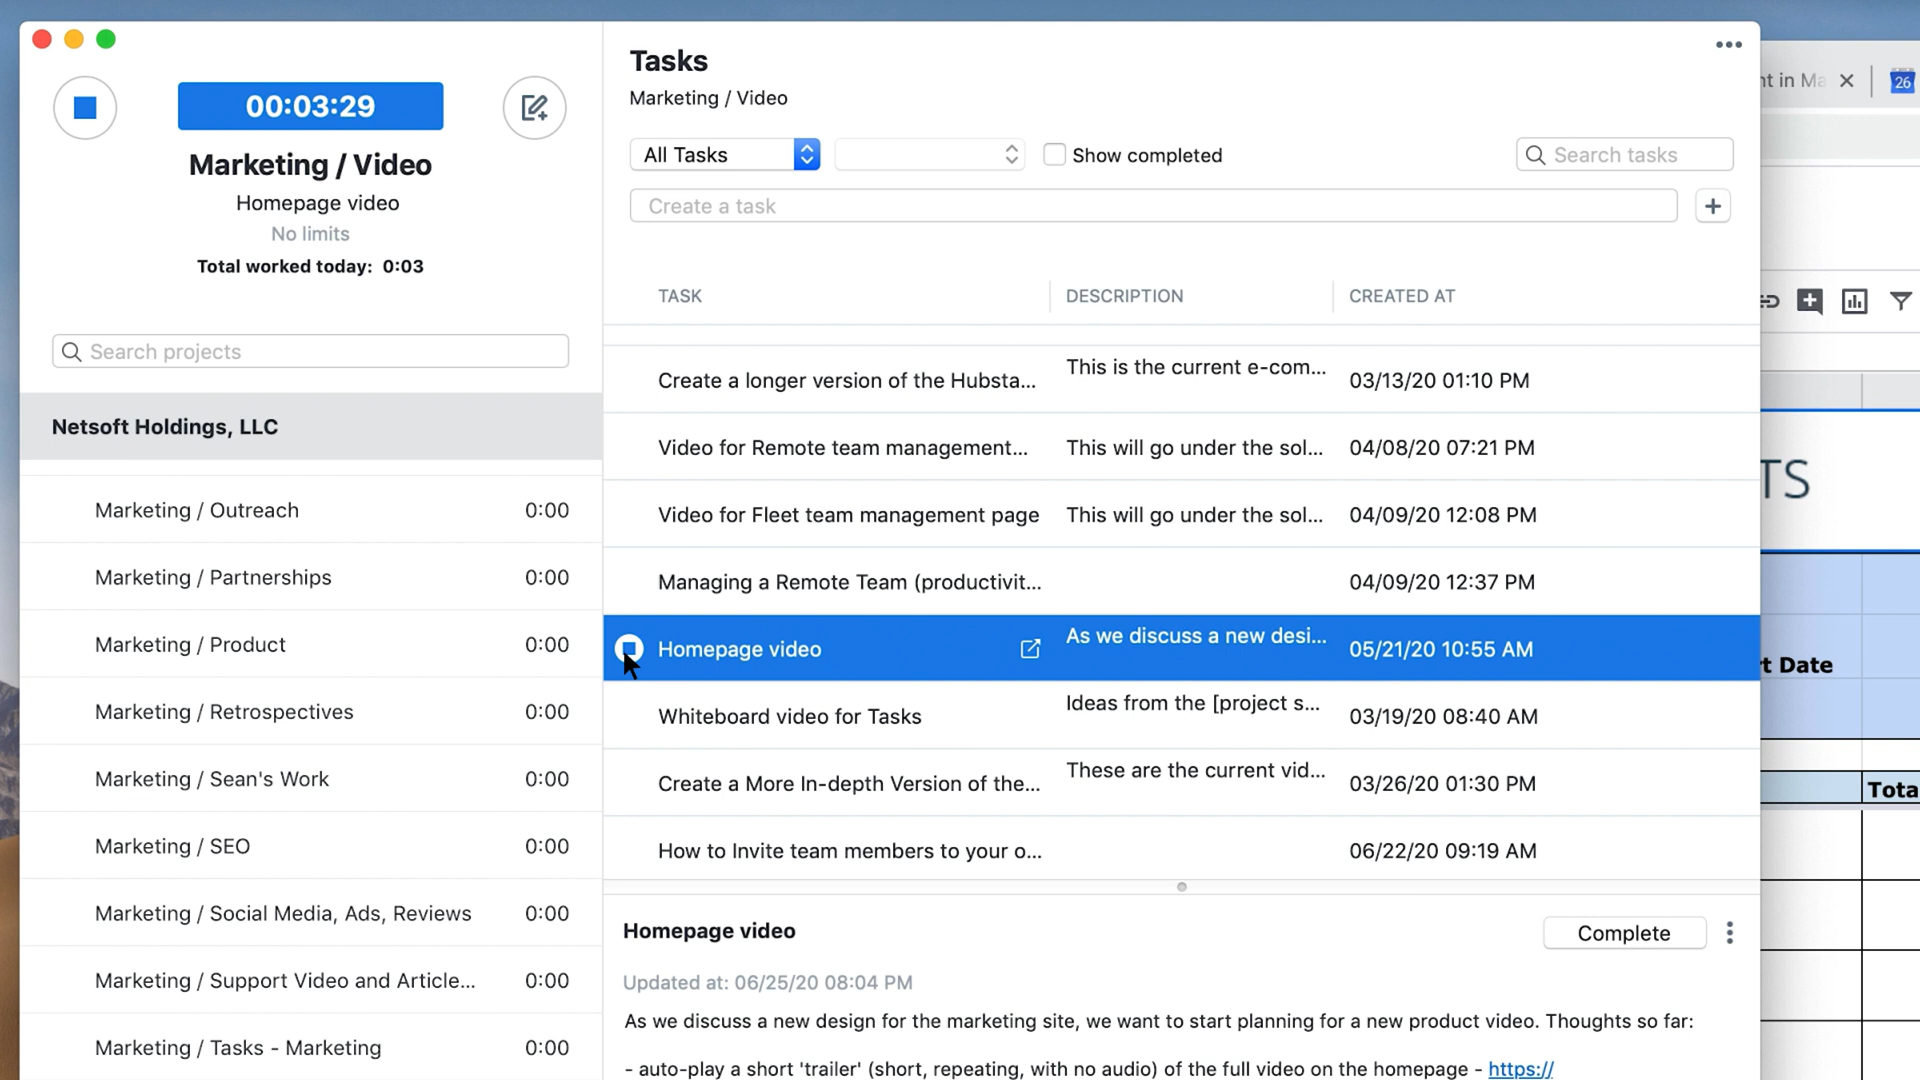 00:03:29
Marketing / Video
Homepage video
No limits
Total worked today: 0:03
Search projects
Netsoft Holdings, LLC
Marketing / Outreach 0:00
Marketing / Partnerships 0:00
Marketing / Product 0:00
Marketing / Retrospectives 0:00
Marketing / Sean's Work 0:00
Marketing / SEO 0:00
Marketing / Social Media, Ads, Reviews 0:00
Marketing / Support Video and Article... 0:00
Marketing / Tasks - Marketing 0:00
Tasks
Marketing / Video
All Tasks Show completed Search tasks
Create a task
TASK DESCRIPTION CREATED AT
Create a longer version of the Hubsta... This is the current e-com... 03/13/20 01:10 PM
Video for Remote team management... This will go under the sol... 04/08/20 07:21 PM
Video for Fleet team management page This will go under the sol... 04/09/20 12:08 PM
Managing a Remote Team (productivit... 04/09/20 12:37 PM
Homepage video As we discuss a new desi... 05/21/20 10:55 AM
Whiteboard video for Tasks Ideas from the [project s... 03/19/20 08:40 AM
Create a More In-depth Version of the... These are the current vid... 03/26/20 01:30 PM
How to Invite team members to your o... 06/22/20 09:19 AM
Homepage video Complete
Updated at: 06/25/20 08:04 PM
As we discuss a new design for the marketing site, we want to start planning for a new product video. Thoughts so far:
- auto-play a short 'trailer' (short, repeating, with no audio) of the full video on the homepage - https://
nt in Ma
26
TS
rt Date
Tota